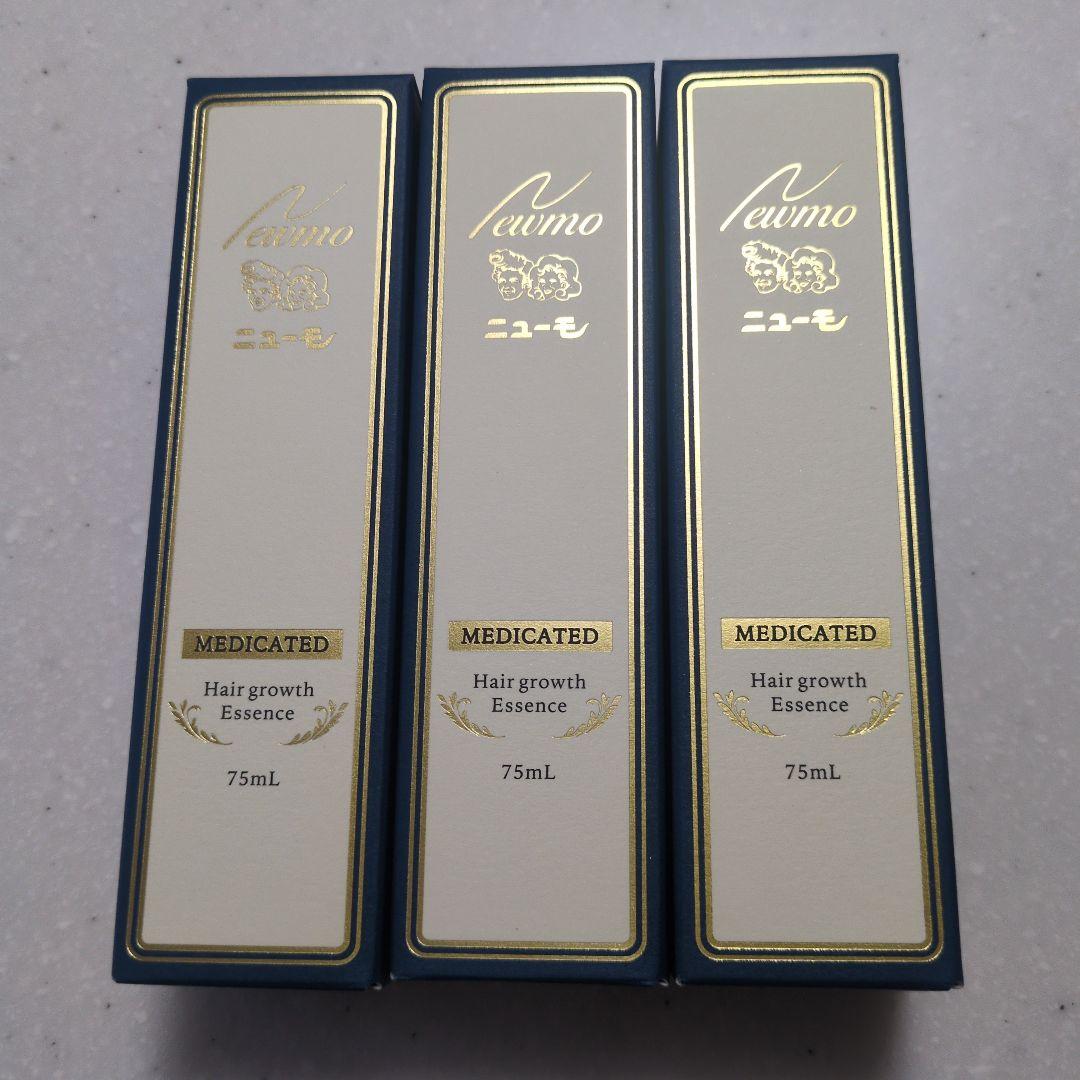 Newmo
ニューモ
MEDICATED
Hair growth
Essence
75mL
Newmo
ニューモ
MEDICATED
Hair growth
Essence
75mL
Newmo
ニューモ
MEDICATED
Hair growth
Essence
75mL